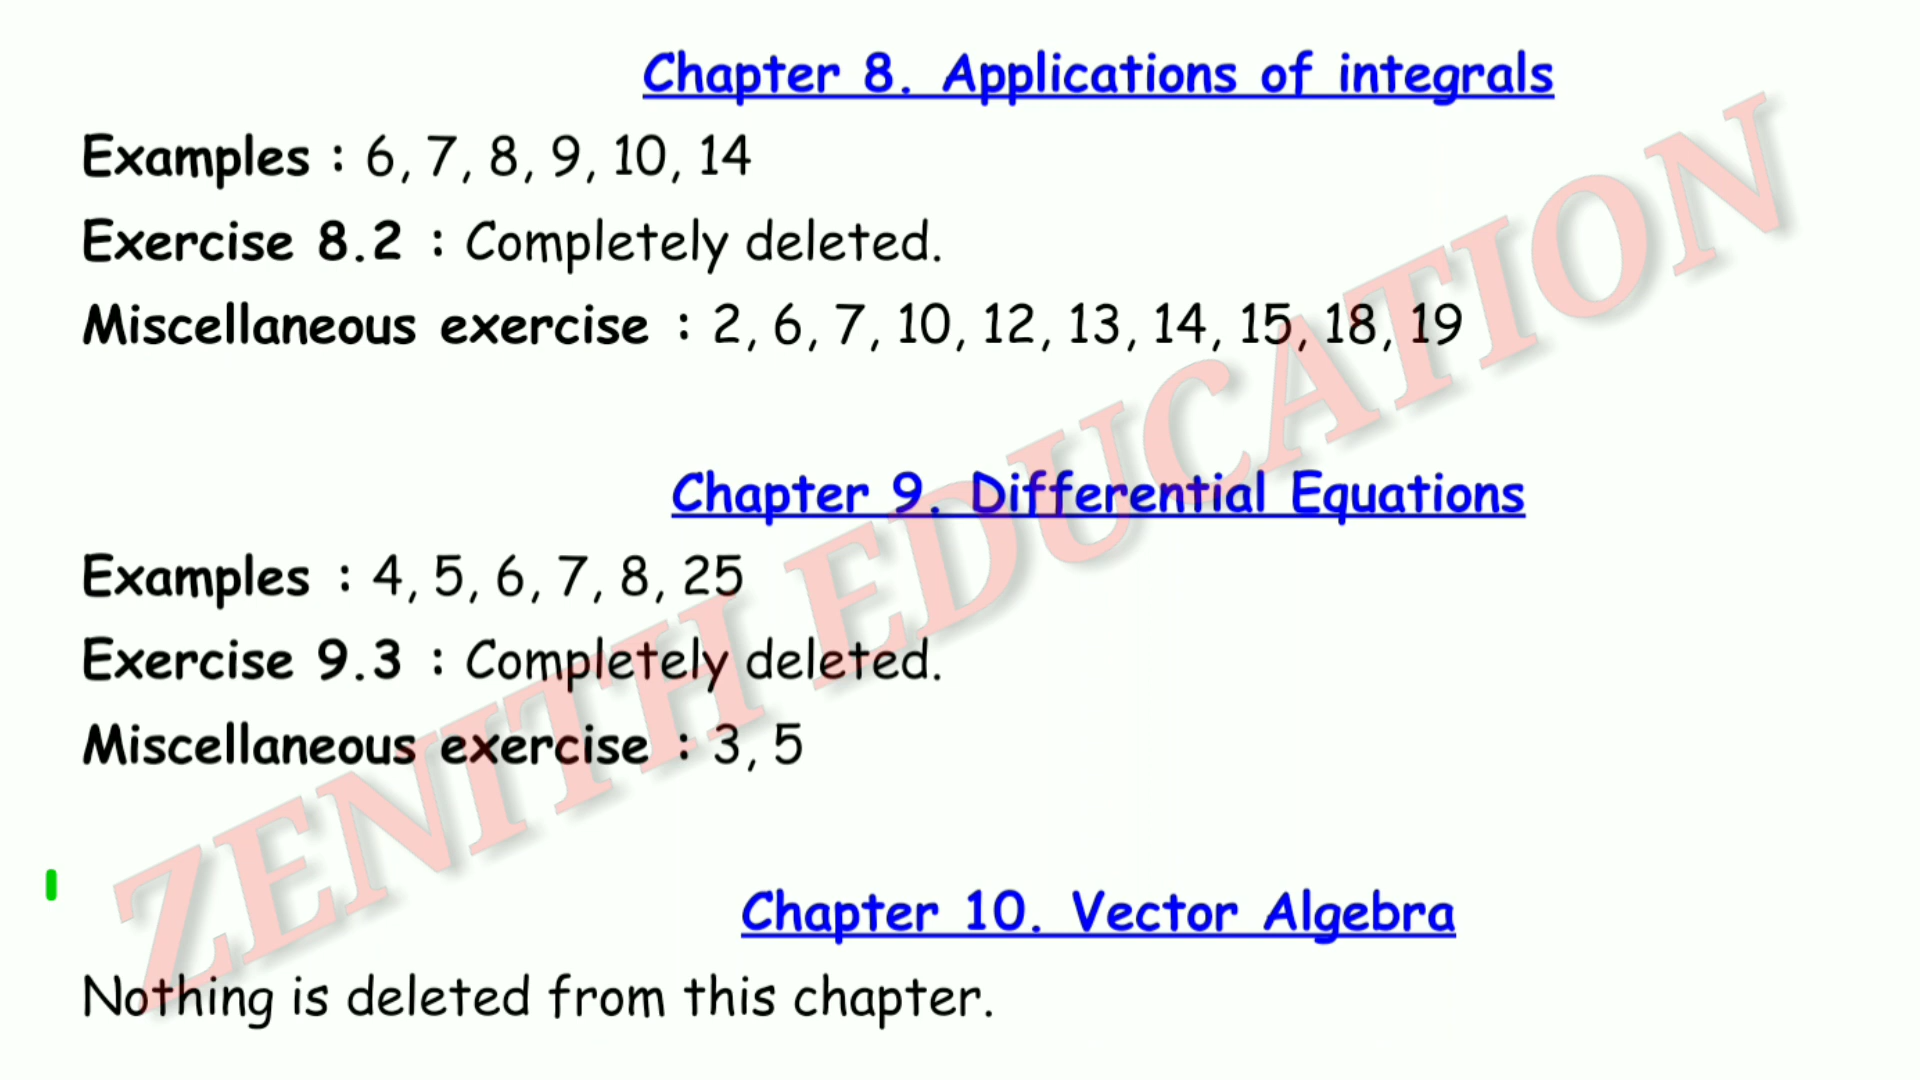 Chapter 8. Applications of integrals
Examples : 6, 7, 8, 9, 10, 14
Exercise 8.2 : Completely deleted.
Miscellaneous exercise : 2, 6, 7, 10, 12, 13, 14, 15, 18, 19
Chapter 9. Differential Equations
Examples : 4, 5, 6, 7, 8, 25
Exercise 9.3 : Completely deleted.
Miscellaneous exercise : 3, 5
Chapter 10. Vector Algebra
Nothing is deleted from this chapter.
ZENITH EDUCATION